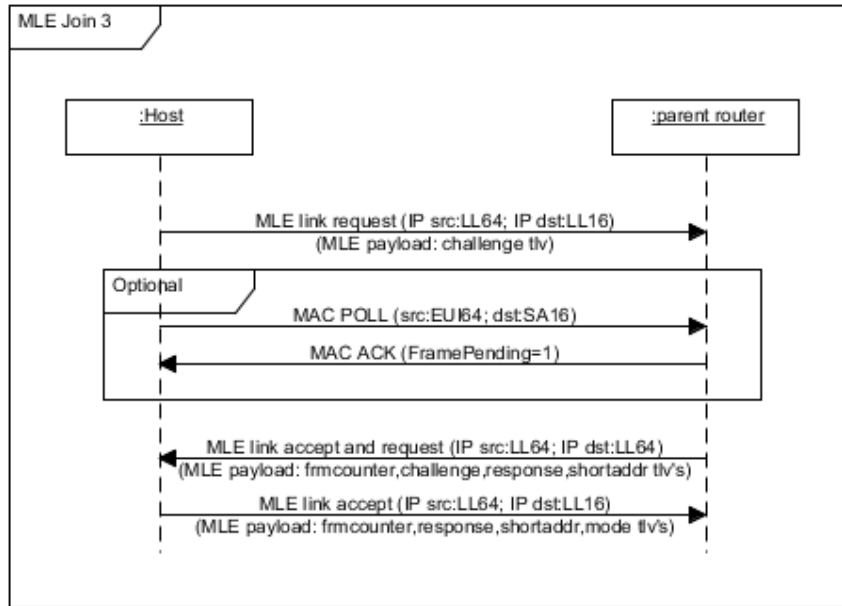 MLE Join 3
:Host
:parent router
MLE link request (IP src:LL64; IP dst:LL16)
(MLE payload: challenge tlv)
Optional
MAC POLL (src:EUI64; dst:SA16)
MAC ACK (FramePending=1)
MLE link accept and request (IP src:LL64; IP dst:LL64)
(MLE payload: frmcounter,challenge,response,shortaddr tlv's)
MLE link accept (IP src:LL64; IP dst:LL16)
(MLE payload: frmcounter,response,shortaddr,mode tlv's)